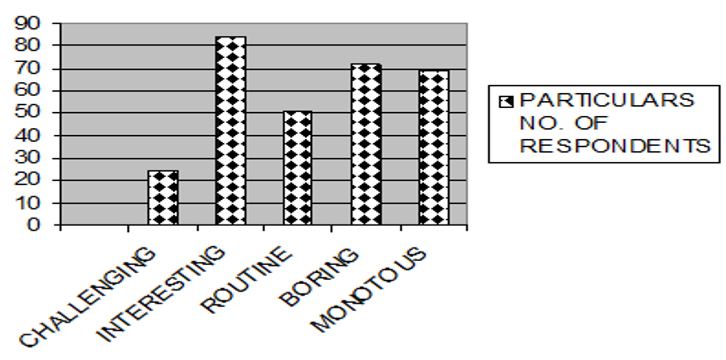 90
80
70
60
50
40
30
20
10
0
CHALLENGING
INTERESTING
ROUTINE
BORING
MONOTOUS
PARTICULARS
NO. OF
RESPONDENTS